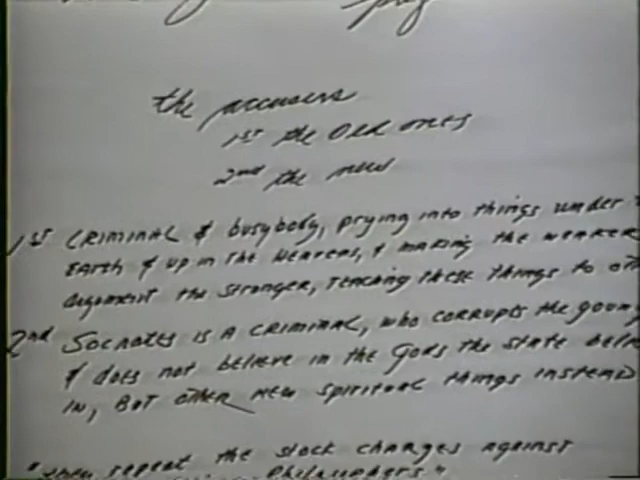 the accusers
1st the Old ones
2nd the new
1st CRIMINAL & busybody, prying into things under
EARTH & up in The Heavens, & making the weaker
argument the stronger, teaching these things to
2nd Socrates is a criminal, who corrupts the young
& does not believe in the Gods the state
IN, BUT other new spiritual things instead
"they repeat the stock charges against
Philosophers"